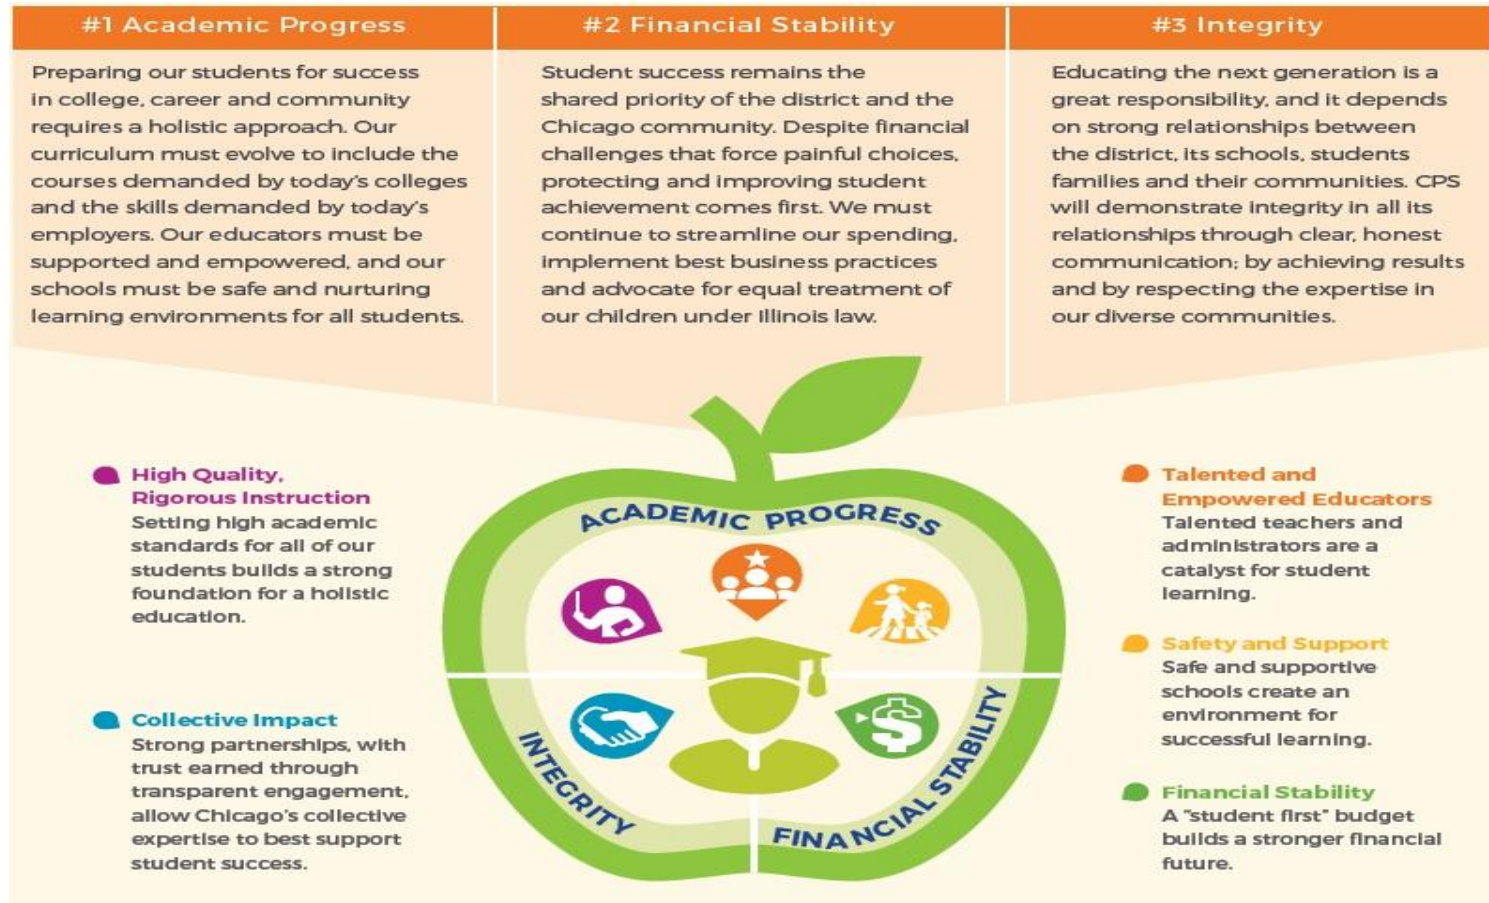 #1 Academic Progress
Preparing our students for success
in college, career and community
requires a holistic approach. Our
curriculum must evolve to include the
courses demanded by today's colleges
and the skills demanded by today's
employers. Our educators must be
supported and empowered, and our
schools must be safe and nurturing
learning environments for all students.
#2 Financial Stability
Student success remains the
shared priority of the district and the
Chicago community. Despite financial
challenges that force painful choices,
protecting and improving student
achievement comes first. We must
continue to streamline our spending,
implement best business practices
and advocate for equal treatment of
our children under Illinois law.
#3 Integrity
Educating the next generation is a
great responsibility, and it depends
on strong relationships between
the district, its schools, students
families and their communities. CPS
will demonstrate integrity in all its
relationships through clear, honest
communication; by achieving results
and by respecting the expertise in
our diverse communities.
High Quality,
Rigorous Instruction
Setting high academic
standards for all of our
students builds a strong
foundation for a holistic
education.
Collective Impact
Strong partnerships, with
trust earned through
transparent engagement,
allow Chicago's collective
expertise to best support
student success.
ACADEMIC PROGRESS
INTEGRITY
FINANCIAL STABILITY
Talented and
Empowered Educators
Talented teachers and
administrators are a
catalyst for student
learning.
Safety and Support
Safe and supportive
schools create an
environment for
successful learning.
Financial Stability
A "student first" budget
builds a stronger financial
future.